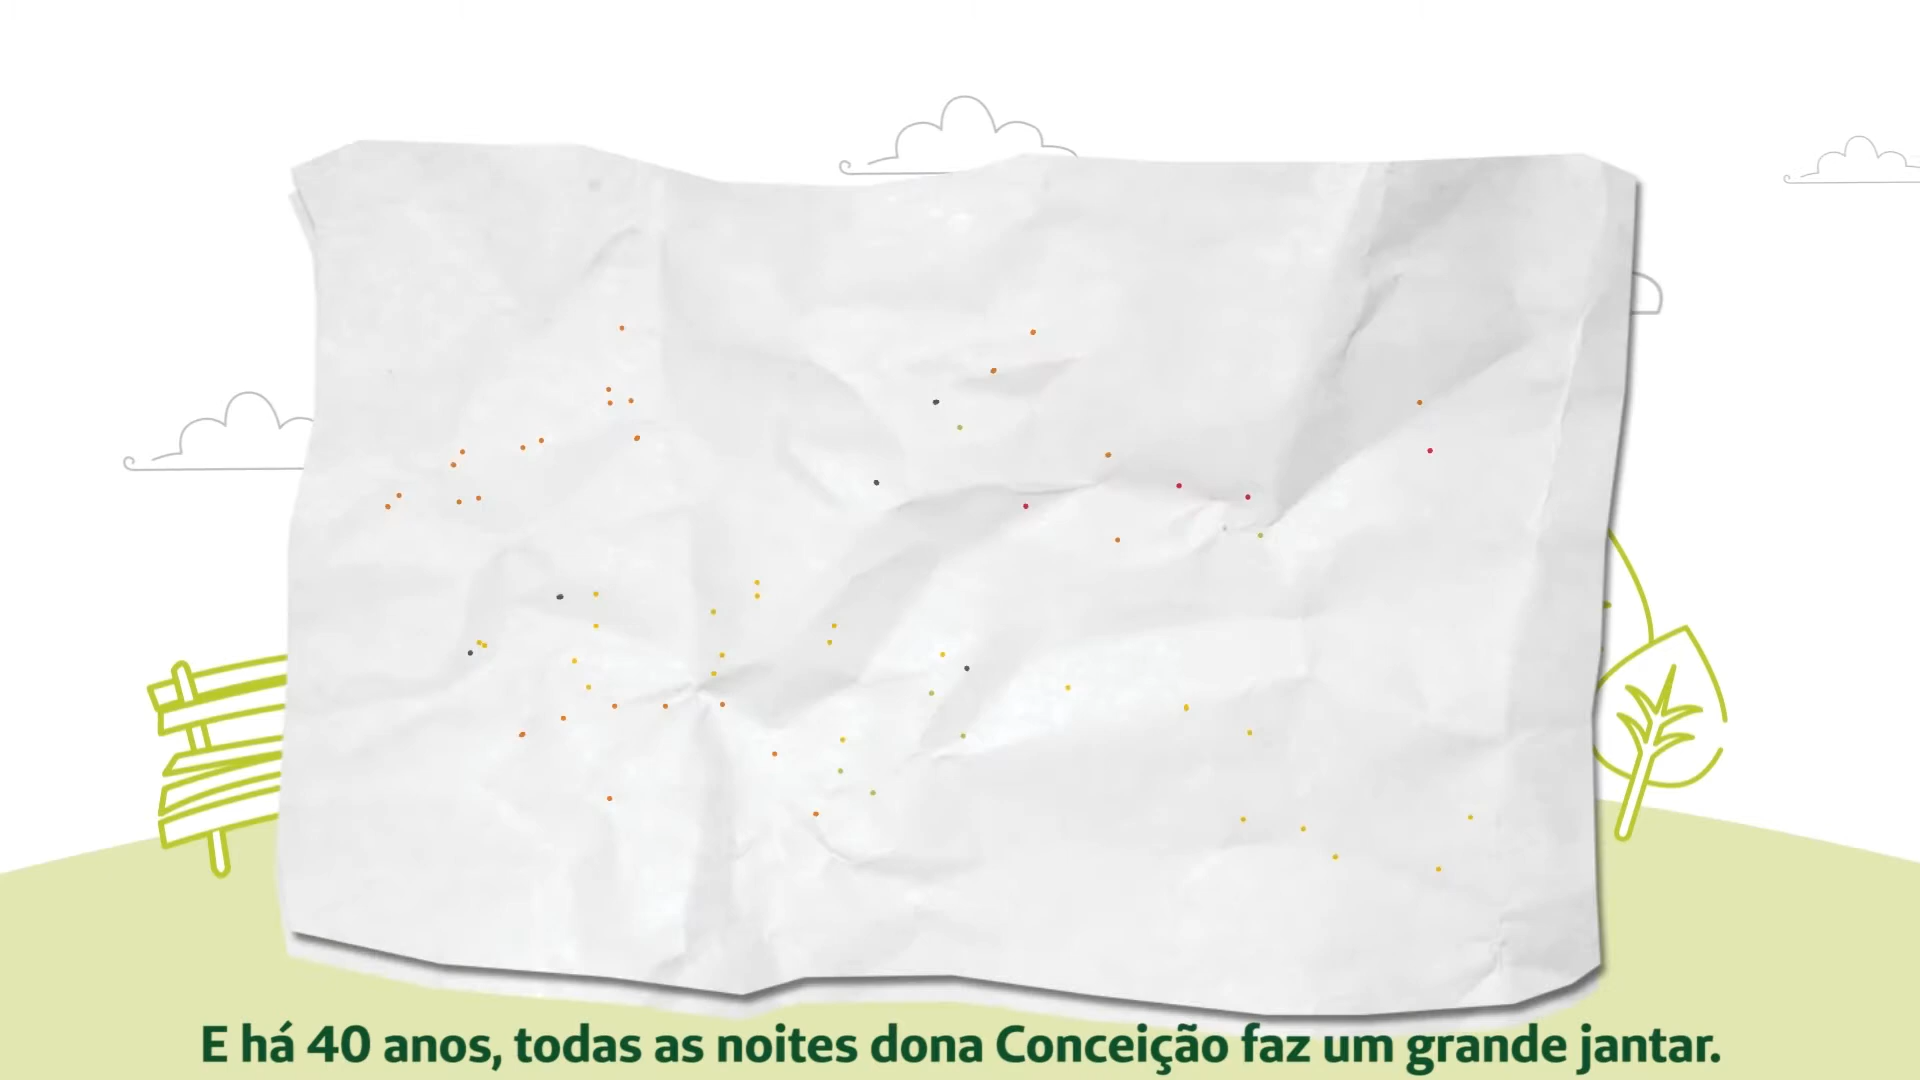 E há 40 anos, todas as noites dona Conceição faz um grande jantar.